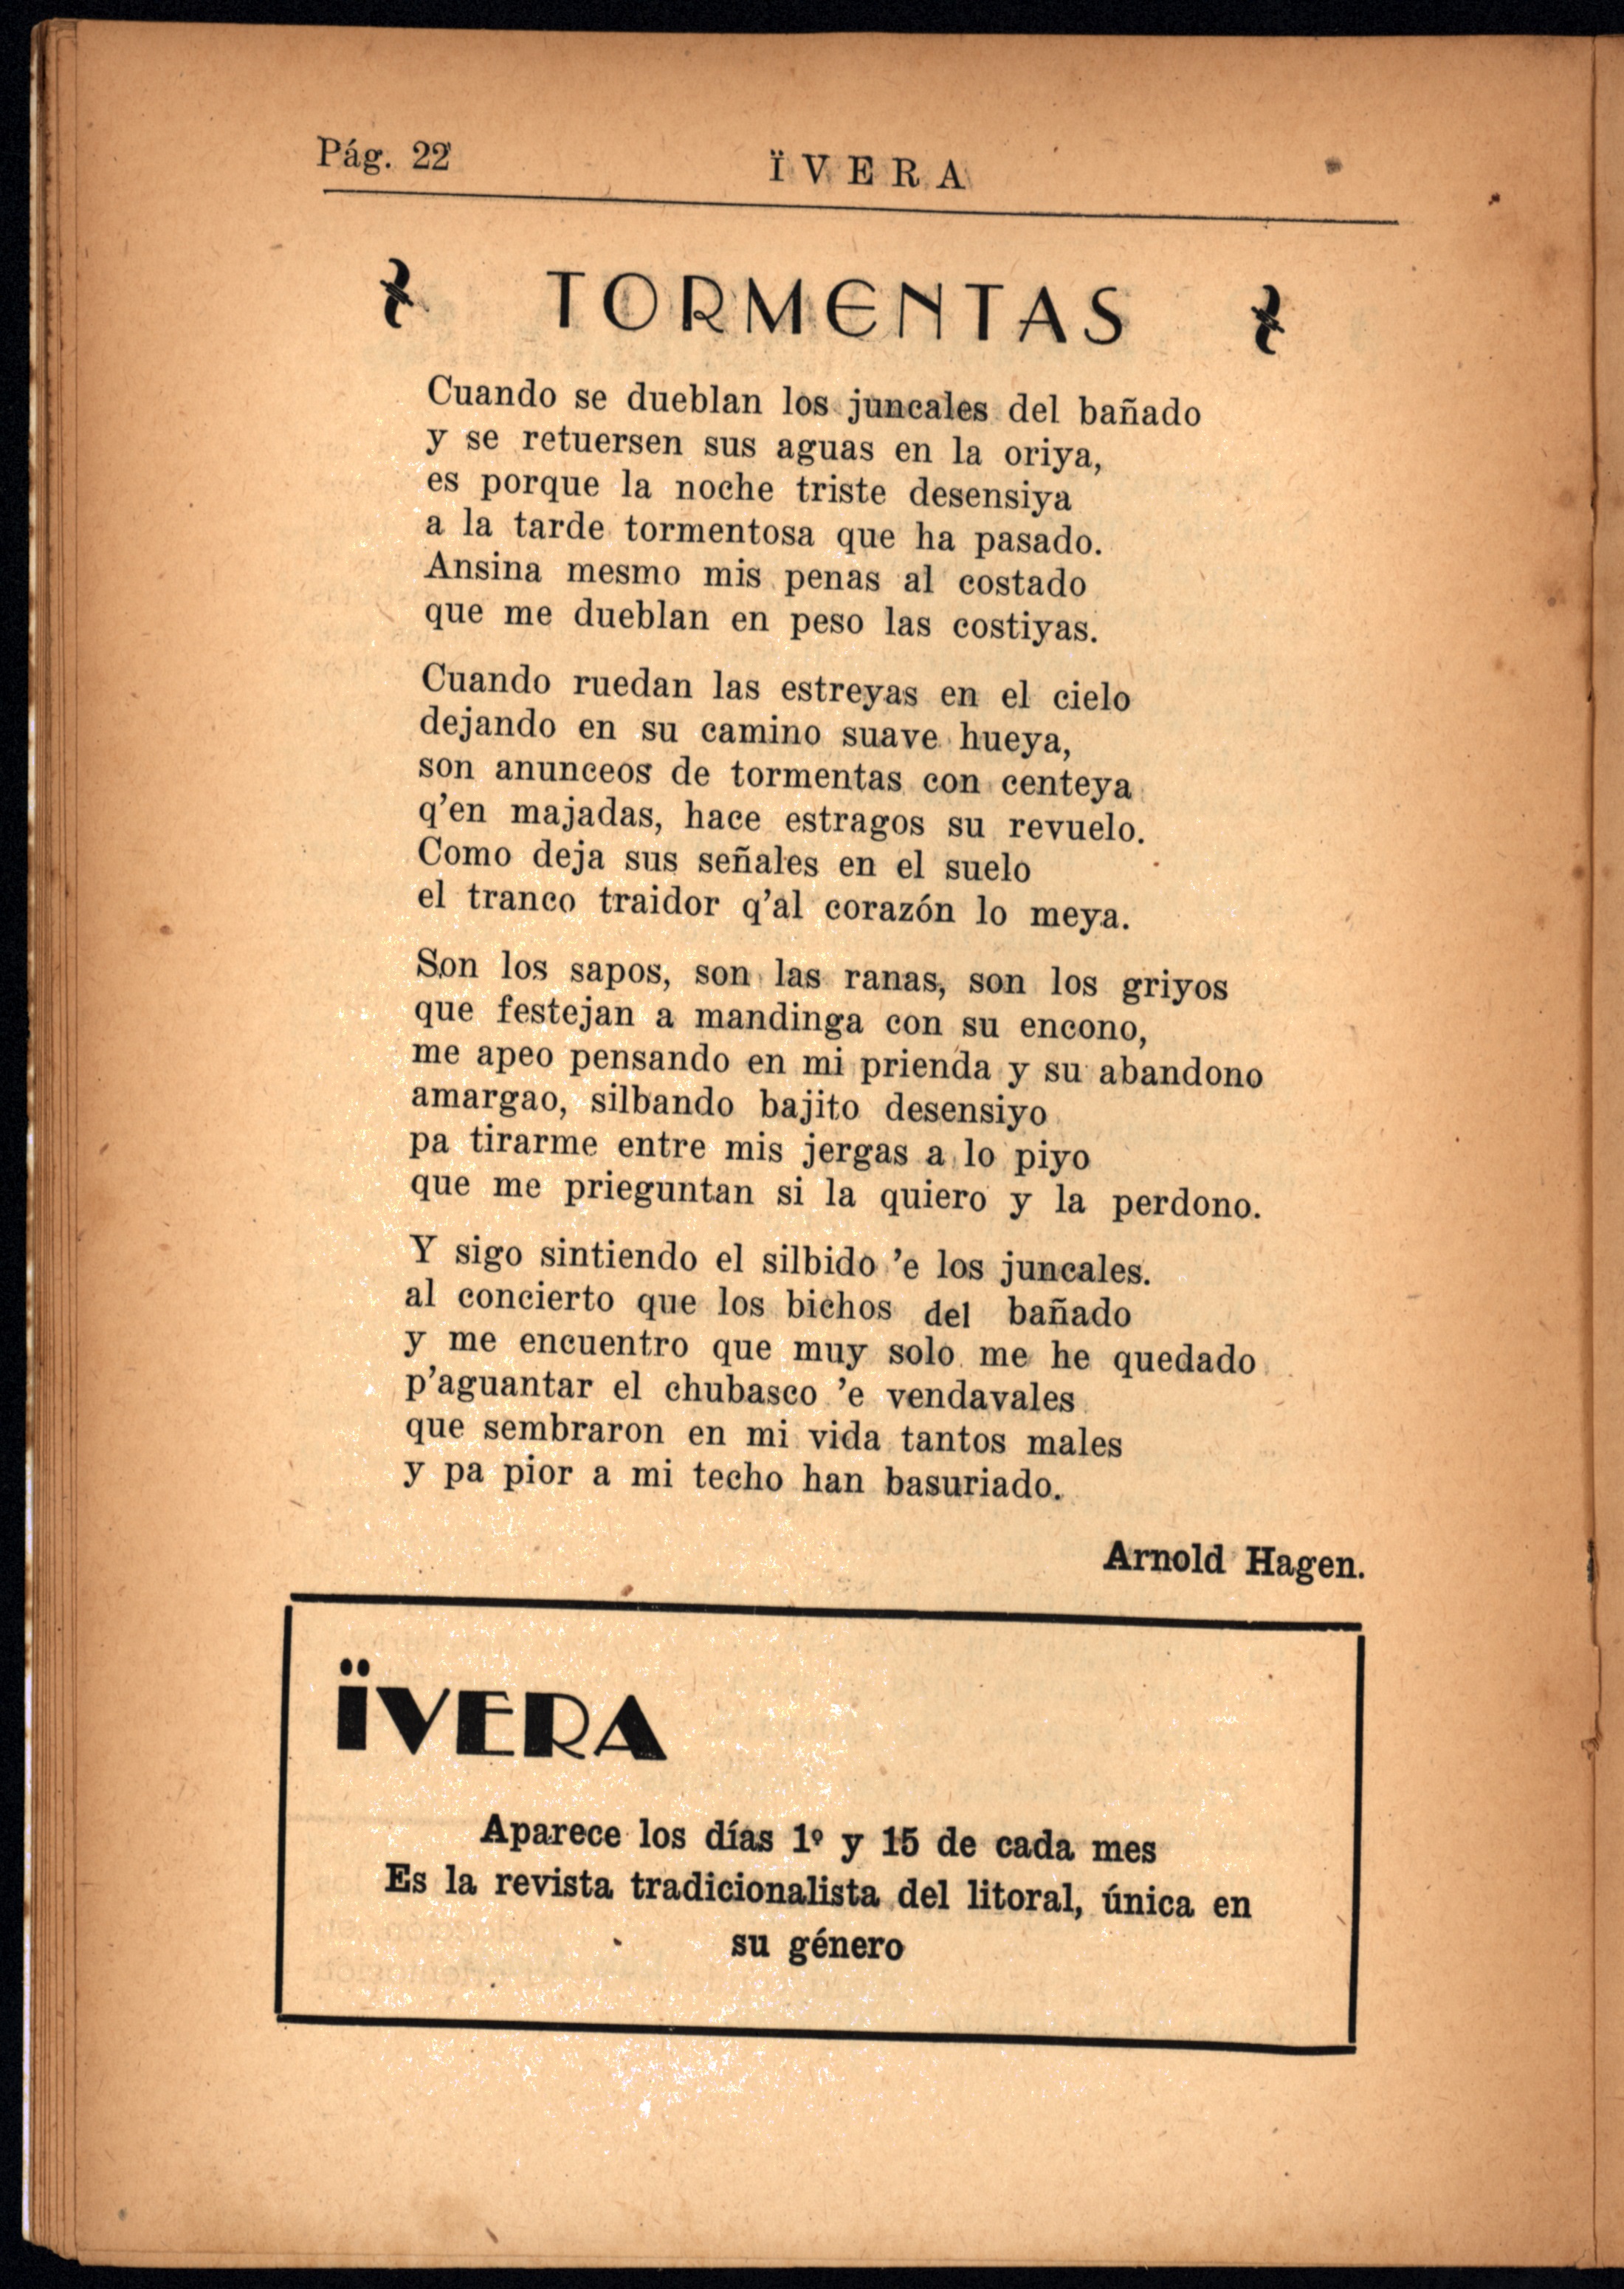 Pág. 22
ÏVERA
TORMENTAS
Cuando se dueblan los juncales del bañado
y se retuersen sus aguas en la oriya,
es porque la noche triste desensiya
a la tarde tormentosa que ha pasado.
Ansina mesmo mis penas al costado
que me dueblan en peso las costiyas.
Cuando ruedan las estreyas en el cielo
dejando en su camino suave hueya,
son anunceos de tormentas con centeya
q'en majadas, hace estragos su revuelo.
Como deja sus señales en el suelo
el tranco traidor q'al corazón lo meya.
Son los sapos, son las ranas, son los griyos
que festejan a mandinga con su encono,
me apeo pensando en mi prienda y su abandono
amargao, silbando bajito desensiyo
pa tirarme entre mis jergas a lo piyo
que me prieguntan si la quiero y la perdono.
Y sigo sintiendo el silbido 'e los juncales.
al concierto que los bichos del bañado
y me encuentro que muy solo me he quedado
p'aguantar el chubasco 'e vendavales
que sembraron en mi vida tantos males
y pa pior a mi techo han basuriado.
Arnold Hagen.
ÏVERA
Aparece los días 1º y 15 de cada mes
Es la revista tradicionalista del litoral, única en
su género